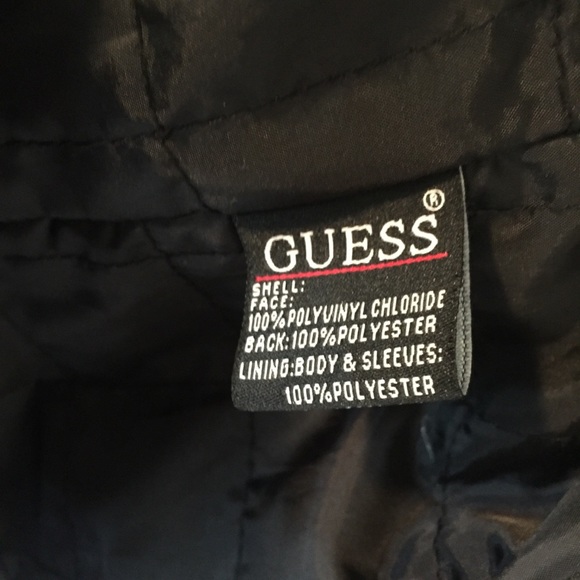 GUESS®
SHELL:
FACE:
100%POLYVINYL CHLORIDE
BACK:100%POLYESTER
LINING:BODY & SLEEVES:
100%POLYESTER